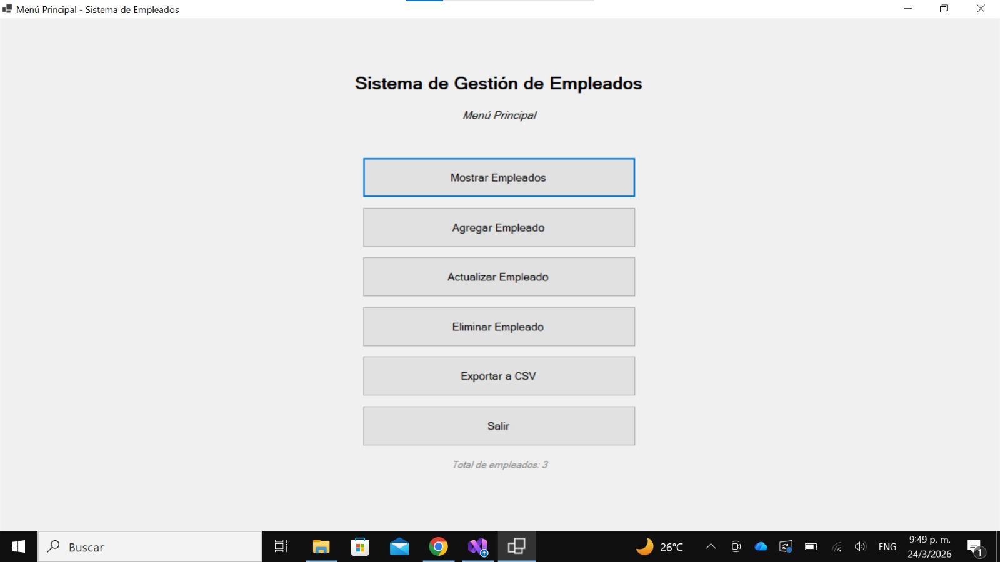 Menú Principal - Sistema de Empleados
Sistema de Gestión de Empleados
Menú Principal
Mostrar Empleados
Agregar Empleado
Actualizar Empleado
Eliminar Empleado
Exportar a CSV
Salir
Total de empleados: 3
Buscar
26°C
ENG
9:49 p. m.
24/3/2026
1